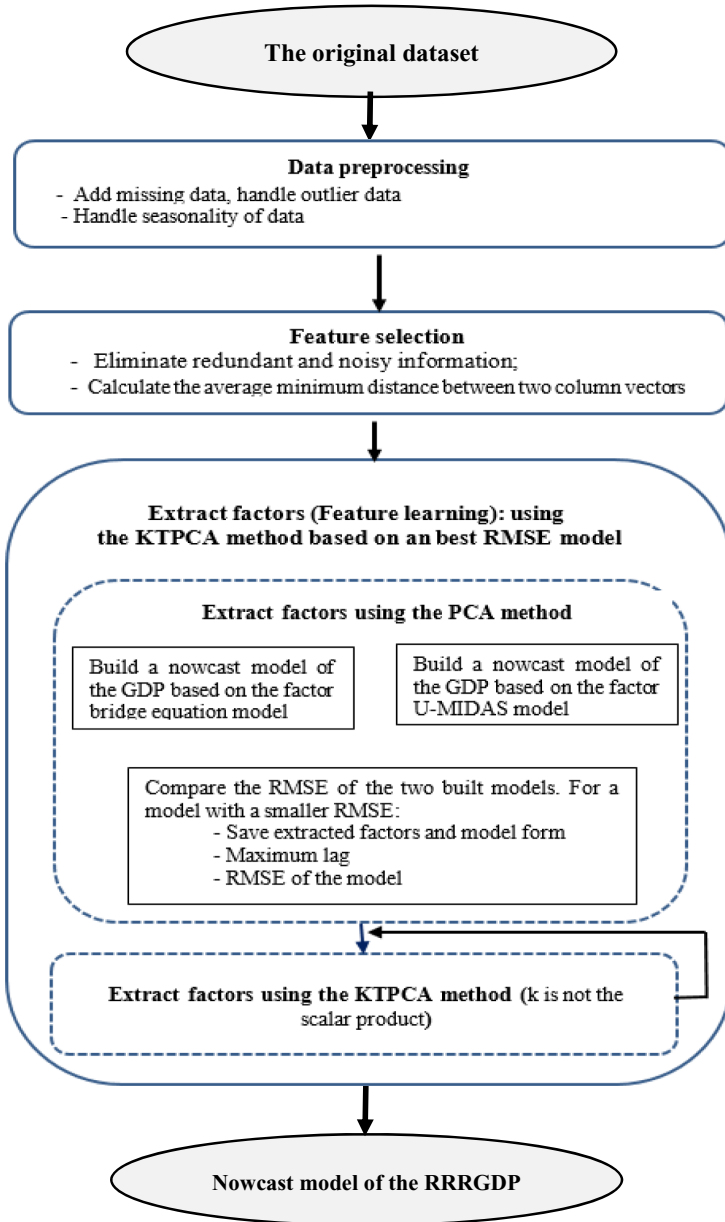 The original dataset
Data preprocessing
- Add missing data, handle outlier data
- Handle seasonality of data
Feature selection
- Eliminate redundant and noisy information;
- Calculate the average minimum distance between two column vectors
Extract factors (Feature learning): using
the KTPCA method based on an best RMSE model
Extract factors using the PCA method
Build a nowcast model of
the GDP based on the factor
bridge equation model
Build a nowcast model of
the GDP based on the factor
U-MIDAS model
Compare the RMSE of the two built models. For a
model with a smaller RMSE:
- Save extracted factors and model form
- Maximum lag
- RMSE of the model
Extract factors using the KTPCA method (k is not the
scalar product)
Nowcast model of the RRRGDP